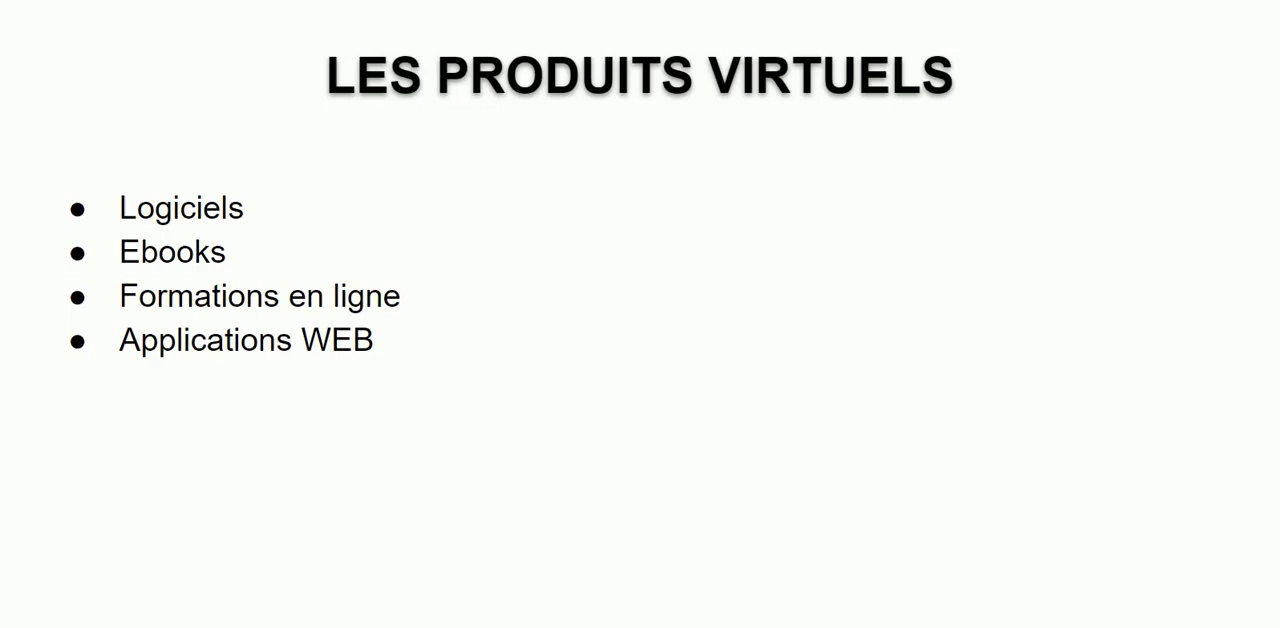 LES PRODUITS VIRTUELS
● Logiciels
● Ebooks
● Formations en ligne
● Applications WEB